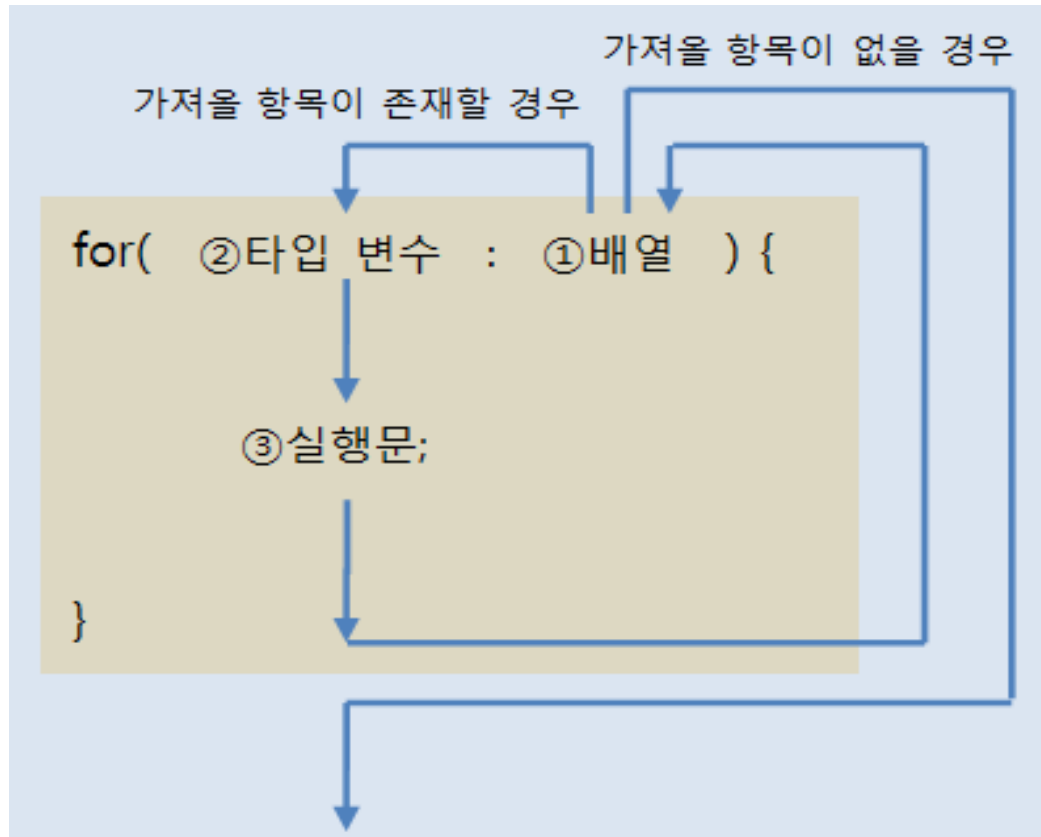 가져올 항목이 없을 경우
가져올 항목이 존재할 경우
for( ②타입 변수 : ①배열 ) {
③실행문;
}